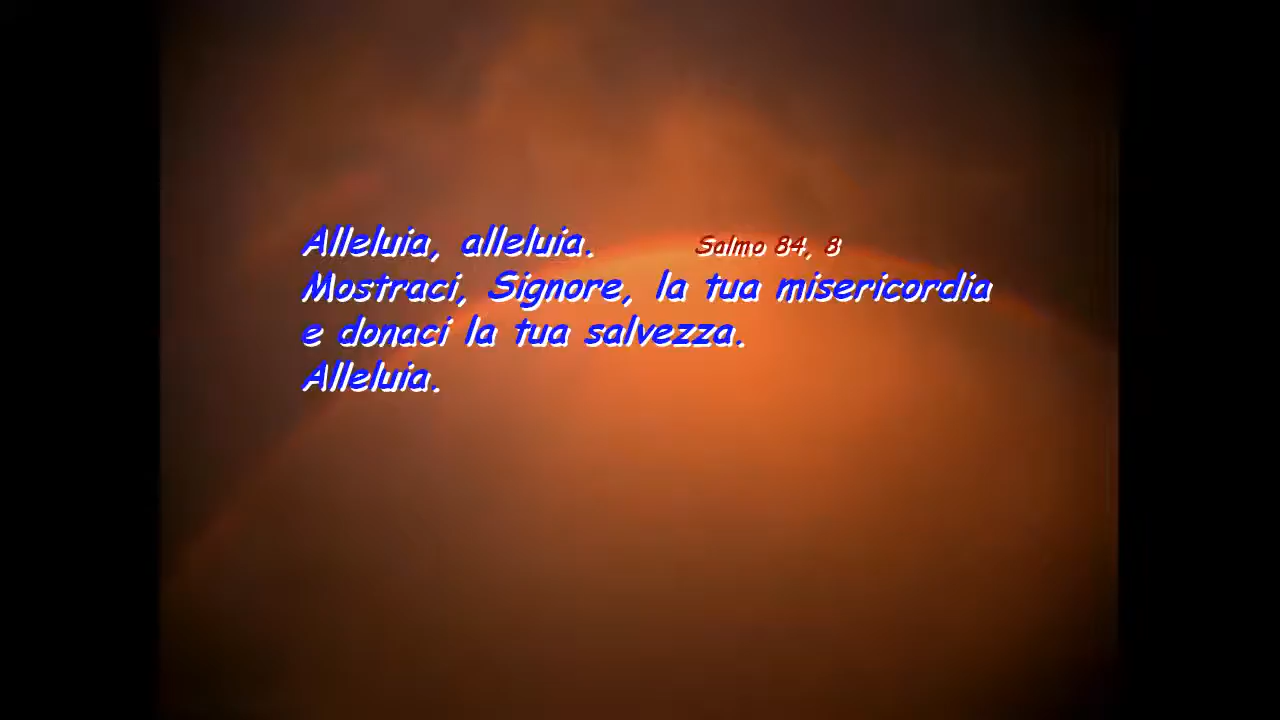 Alleluia, alleluia. Salmo 84, 8
Mostraci, Signore, la tua misericordia
e donaci la tua salvezza.
Alleluia.